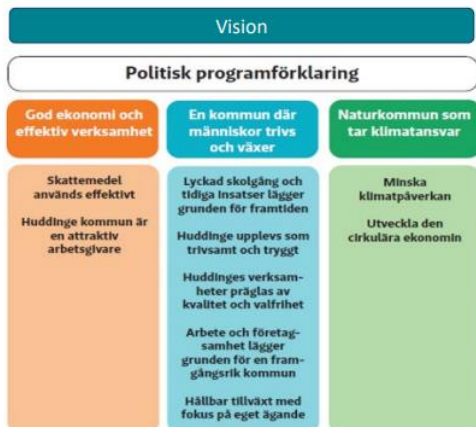 Vision
Politisk programförklaring
God ekonomi och
effektiv verksamhet
Skattemedel
används effektivt
Huddinge kommun är
en attraktiv
arbetsgivare
En kommun där
människor trivs
och växer
Lyckad skolgång och
tidiga insatser lägger
grunden för framtiden
Huddinge upplevs som
trivsamt och tryggt
Huddinges verksam-
heter präglas av
kvalitet och valfrihet
Arbete och företag-
samhet lägger
grunden för en fram-
gångsrik kommun
Hållbar tillväxt med
fokus på eget ägande
Naturkommun som
tar klimatansvar
Minska
klimatpåverkan
Utveckla den
cirkulära ekonomin